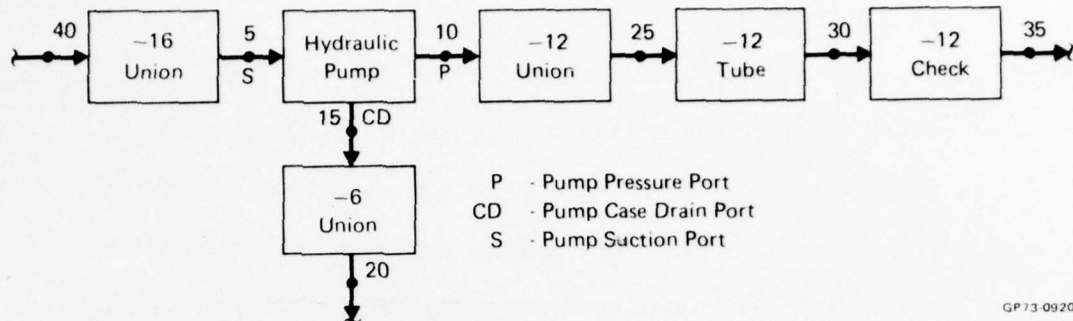 40
-16
Union
5
S
Hydraulic
Pump
10
P
-12
Union
25
-12
Tube
30
-12
Check
35
15 CD
-6
Union
20
P - Pump Pressure Port
CD - Pump Case Drain Port
S - Pump Suction Port
GP73-0920